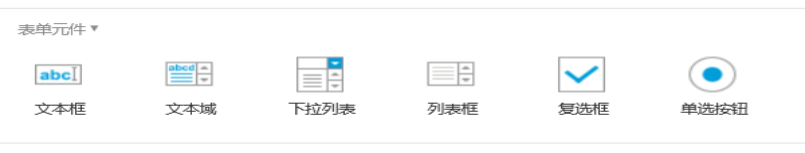 表单元件▼
abc
abcd
文本框
文本域
下拉列表
列表框
复选框
单选按钮